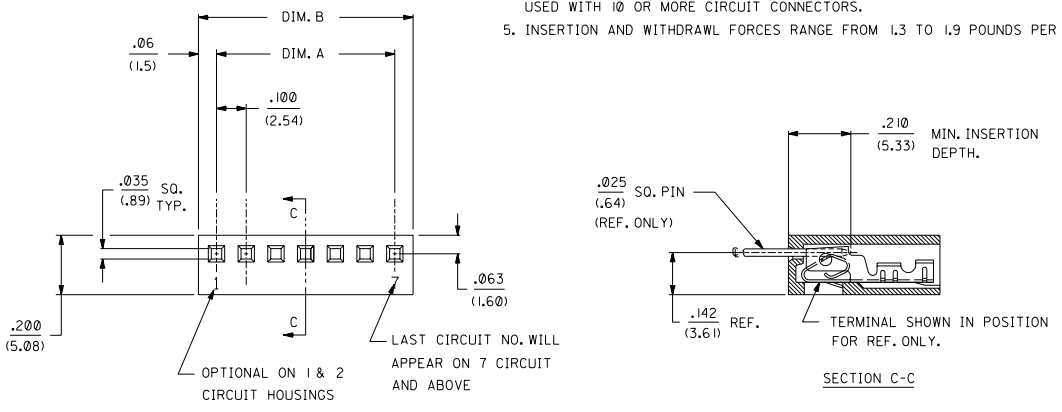 USED WITH 10 OR MORE CIRCUIT CONNECTORS.
5. INSERTION AND WITHDRAWL FORCES RANGE FROM 1.3 TO 1.9 POUNDS PER
DIM. B
.06
(1.5)
DIM. A
.100
(2.54)
.035
(.89)
SQ.
TYP.
C
C
1
7
.063
(1.60)
.200
(5.08)
OPTIONAL ON 1 & 2
CIRCUIT HOUSINGS
LAST CIRCUIT NO. WILL
APPEAR ON 7 CIRCUIT
AND ABOVE
.210
(5.33)
MIN. INSERTION
DEPTH.
.025
(.64)
SQ. PIN
(REF. ONLY)
.142
(3.61)
REF.
TERMINAL SHOWN IN POSITION
FOR REF. ONLY.
SECTION C-C